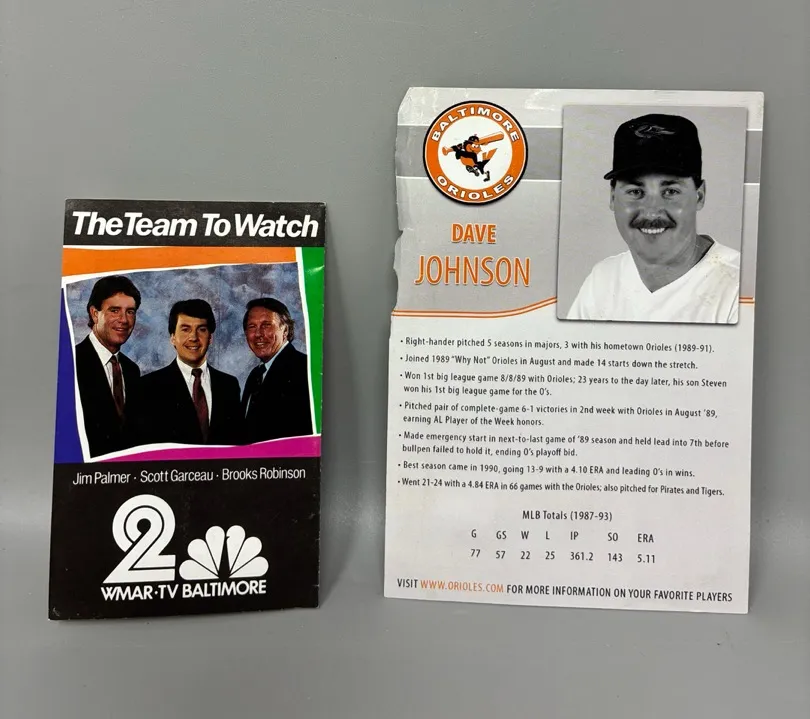 The Team To Watch
Jim Palmer · Scott Garceau · Brooks Robinson
2
WMAR·TV BALTIMORE
BALTIMORE
ORIOLES
DAVE
JOHNSON
• Right-hander pitched 5 seasons in majors, 3 with his hometown Orioles (1989-91).
• Joined 1989 "Why Not" Orioles in August and made 14 starts down the stretch.
• Won 1st big league game 8/8/89 with Orioles; 23 years to the day later, his son Steven
won his 1st big league game for the O's.
• Pitched pair of complete-game 6-1 victories in 2nd week with Orioles in August '89,
earning AL Player of the Week honors.
• Made emergency start in next-to-last game of '89 season and held lead into 7th before
bullpen failed to hold it, ending O's playoff bid.
• Best season came in 1990, going 13-9 with a 4.10 ERA and leading O's in wins.
• Went 21-24 with a 4.84 ERA in 66 games with the Orioles; also pitched for Pirates and Tigers.
MLB Totals (1987-93)
G GS W L IP SO ERA
77 57 22 25 361.2 143 5.11
VISIT WWW.ORIOLES.COM FOR MORE INFORMATION ON YOUR FAVORITE PLAYERS